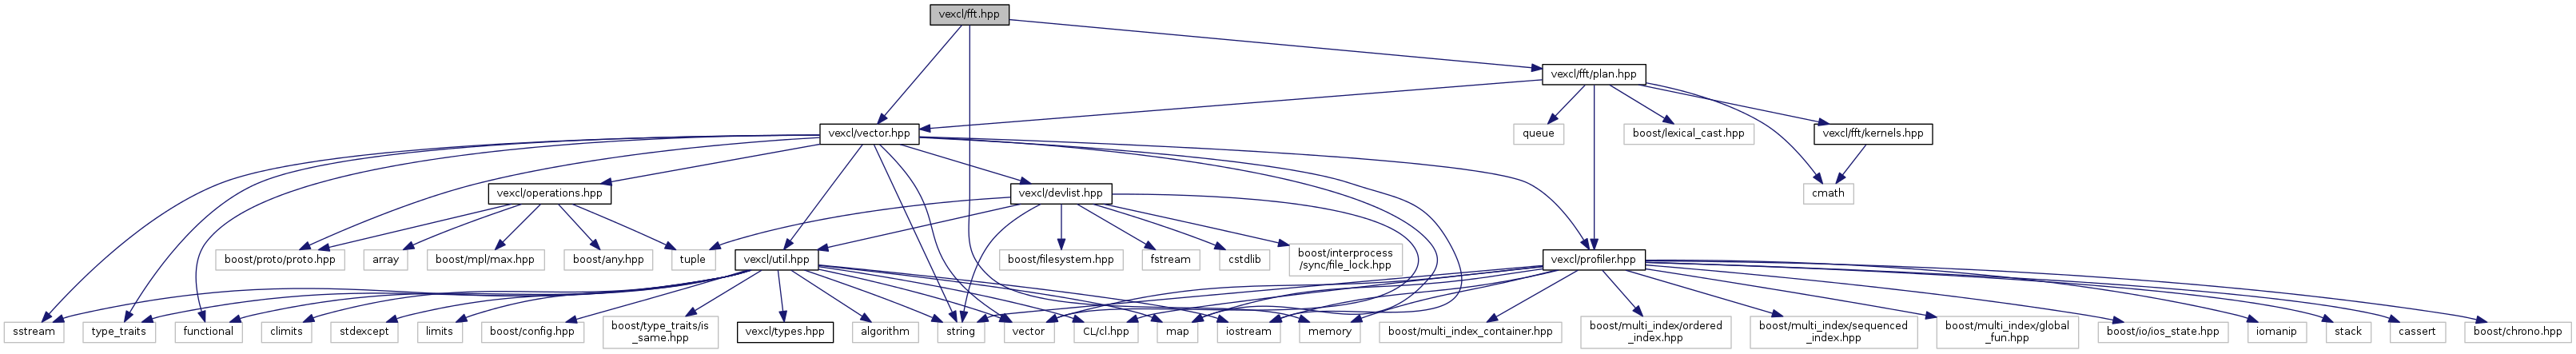 vexcl/fft.hpp
vexcl/fft/plan.hpp
vexcl/vector.hpp
queue
boost/lexical_cast.hpp
vexcl/fft/kernels.hpp
vexcl/operations.hpp
vexcl/devlist.hpp
cmath
boost/proto/proto.hpp
array
boost/mpl/max.hpp
boost/any.hpp
tuple
vexcl/util.hpp
boost/filesystem.hpp
fstream
cstdlib
boost/interprocess
/sync/file_lock.hpp
vexcl/profiler.hpp
sstream
type_traits
functional
climits
stdexcept
limits
boost/config.hpp
boost/type_traits/is
_same.hpp
vexcl/types.hpp
algorithm
string
vector
CL/cl.hpp
map
iostream
memory
boost/multi_index_container.hpp
boost/multi_index/ordered
_index.hpp
boost/multi_index/sequenced
_index.hpp
boost/multi_index/global
_fun.hpp
boost/io/ios_state.hpp
iomanip
stack
cassert
boost/chrono.hpp